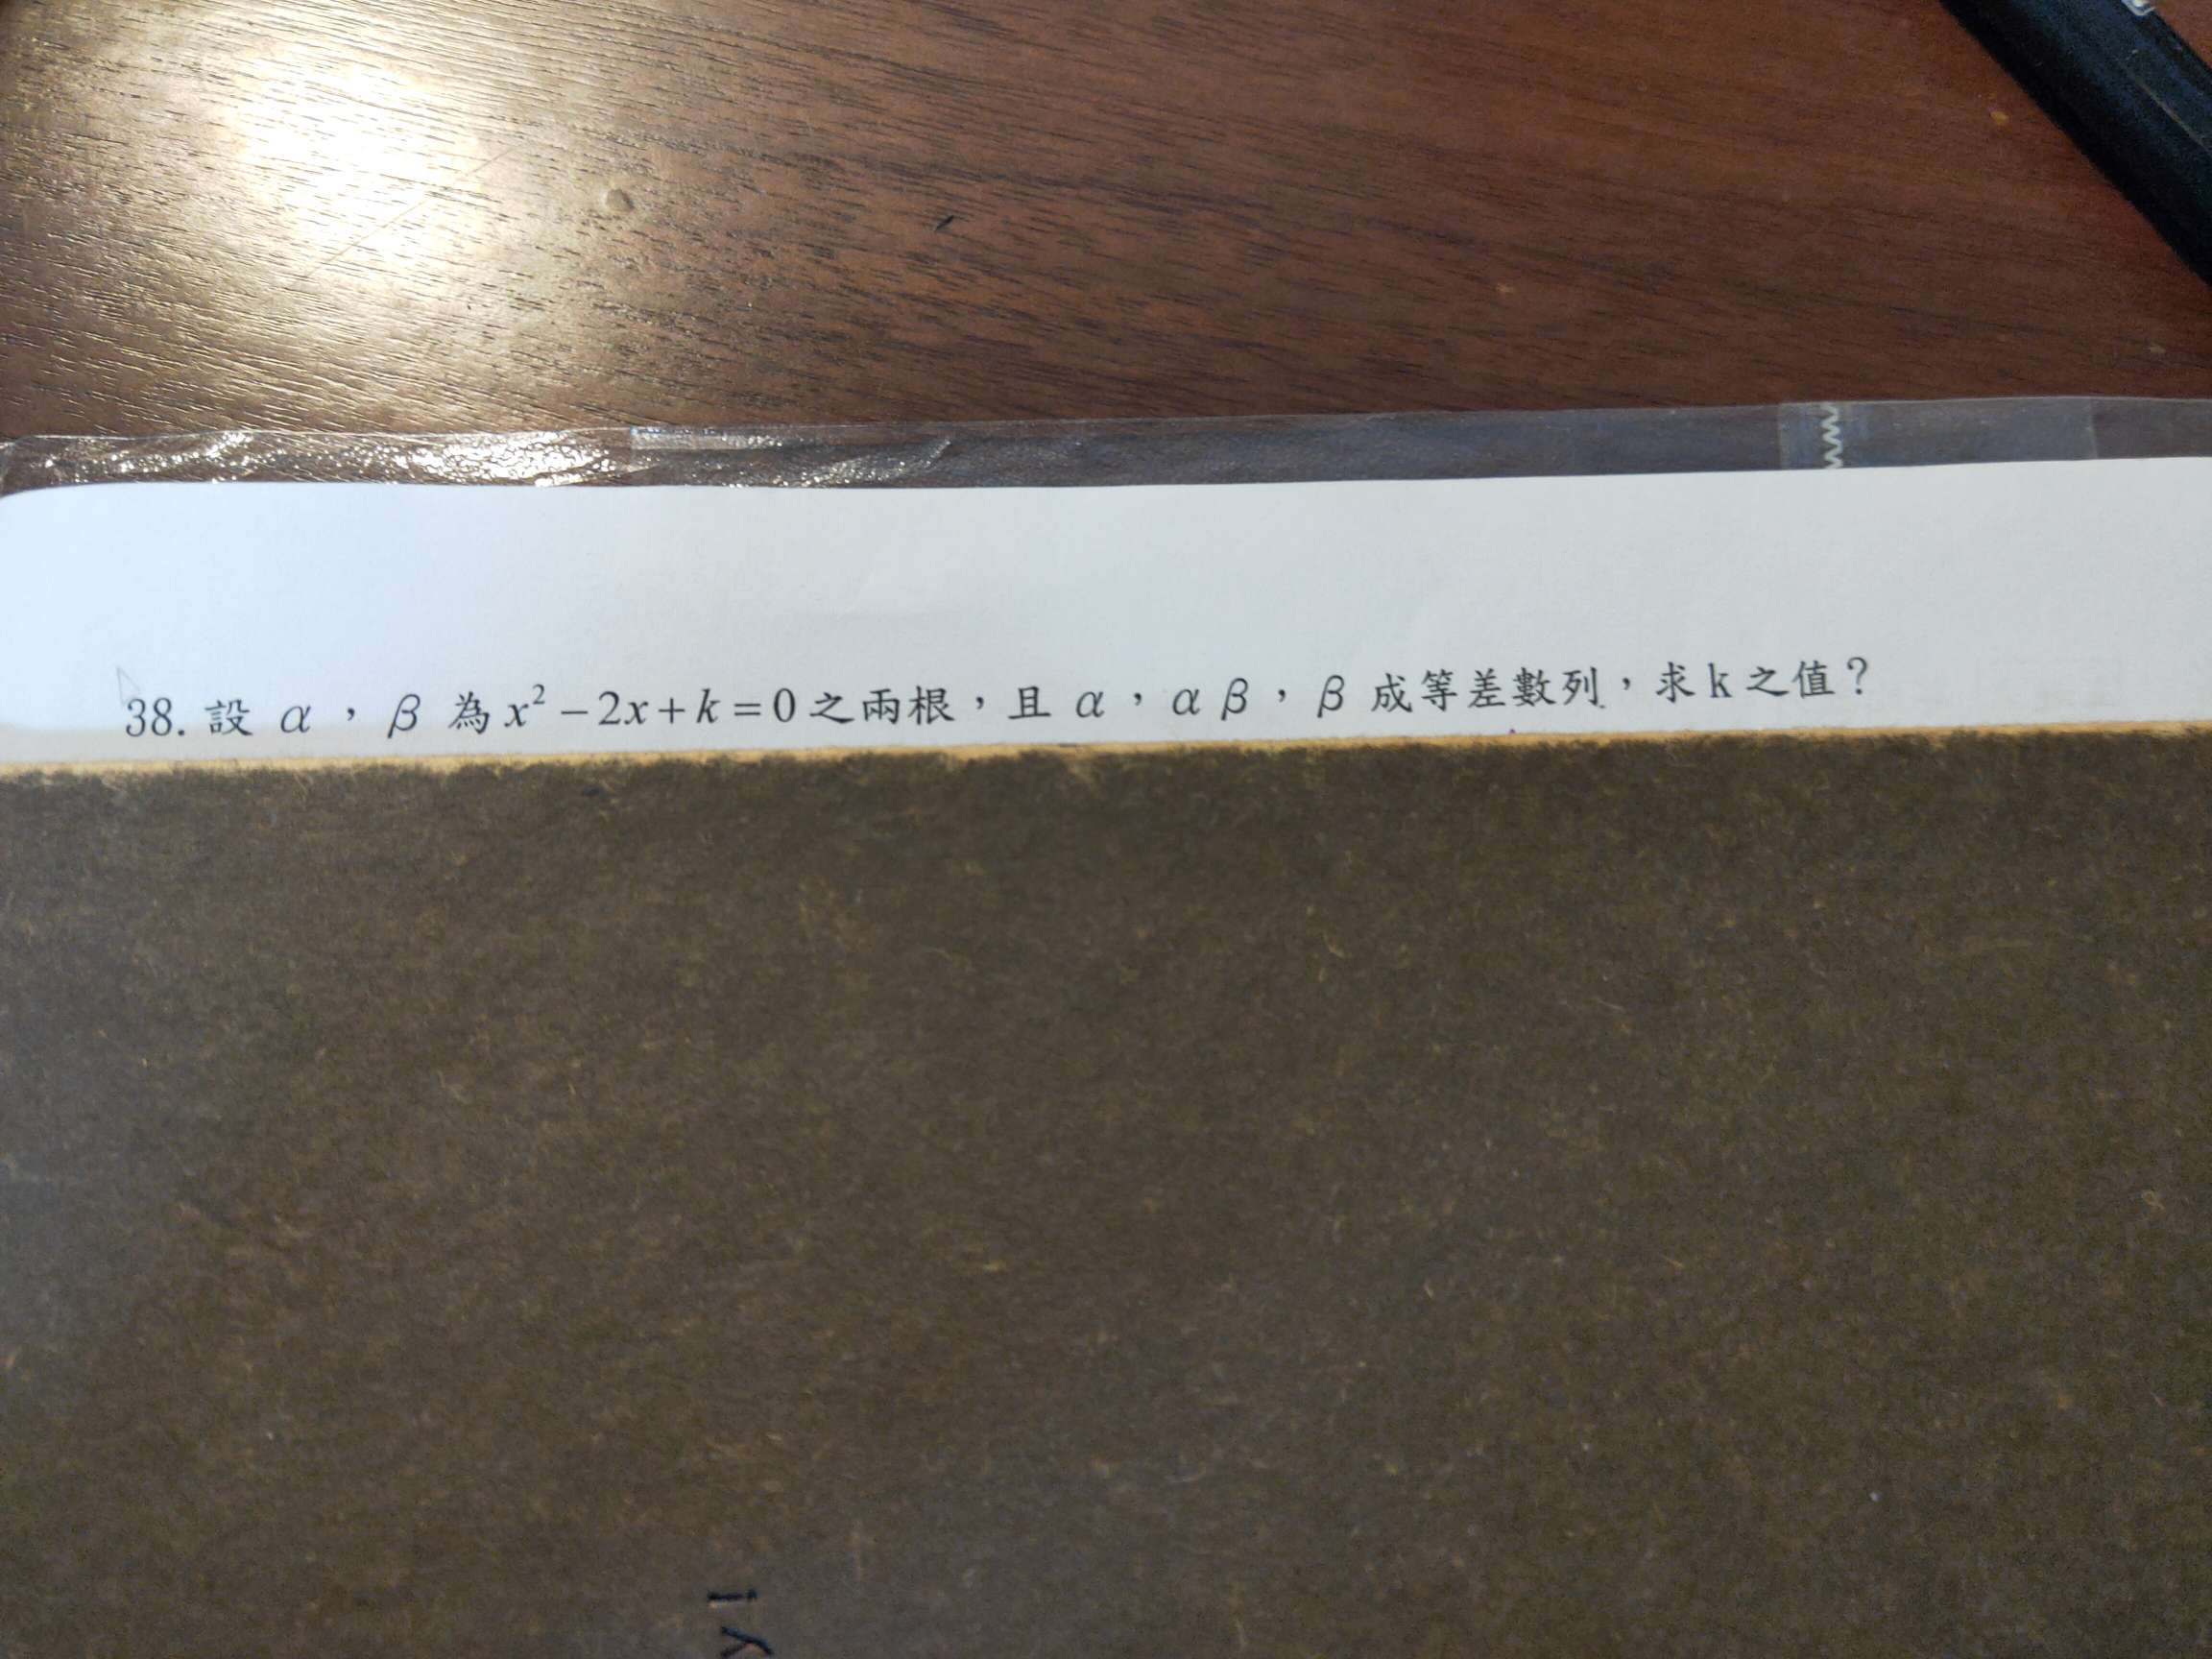 38. 設 α,β 為 x² − 2x + k = 0 之兩根,且 α,αβ,β 成等差數列,求k之值?
y!